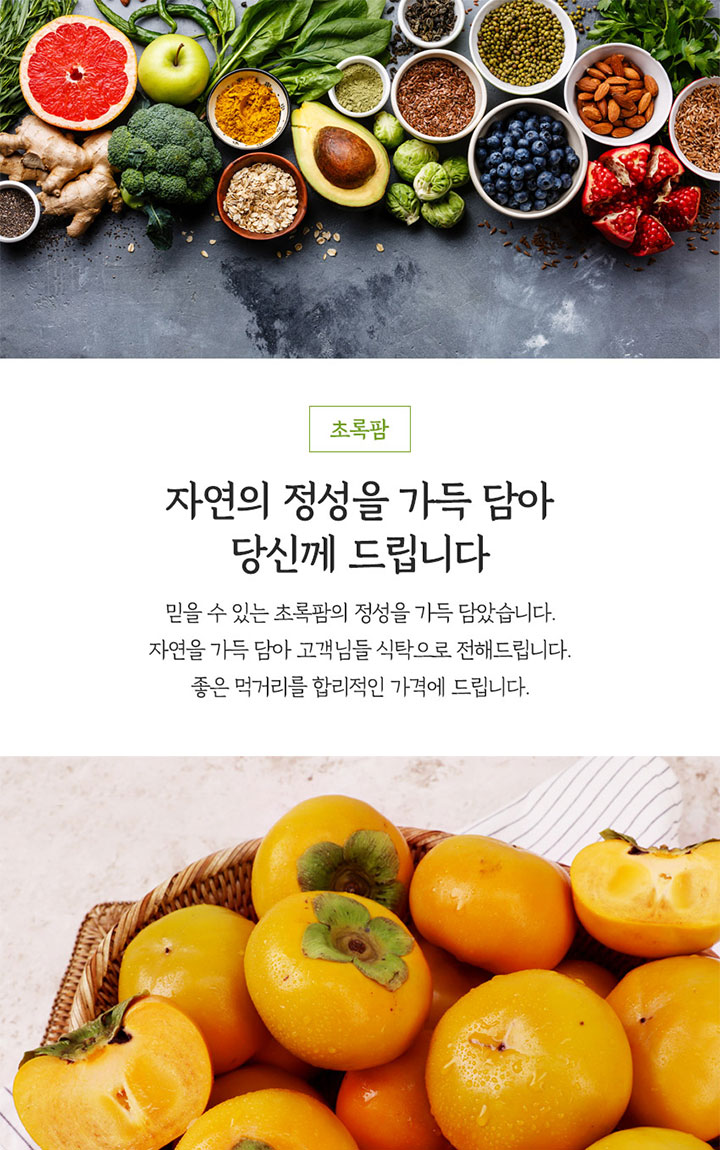 초록팜
자연의 정성을 가득 담아
당신께 드립니다
믿을 수 있는 초록팜의 정성을 가득 담았습니다.
자연을 가득 담아 고객님들 식탁으로 전해드립니다.
좋은 먹거리를 합리적인 가격에 드립니다.